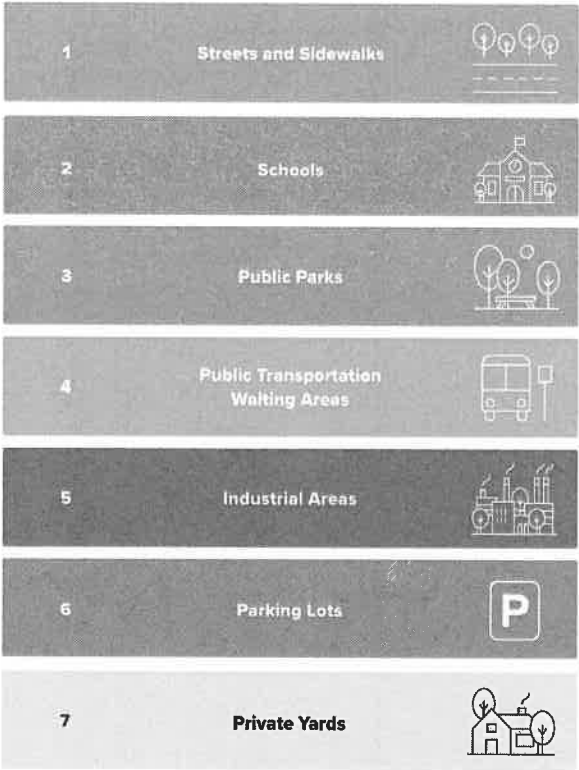 1 Streets and Sidewalks
2 Schools
3 Public Parks
4 Public Transportation
Waiting Areas
5 Industrial Areas
6 Parking Lots
P
7 Private Yards